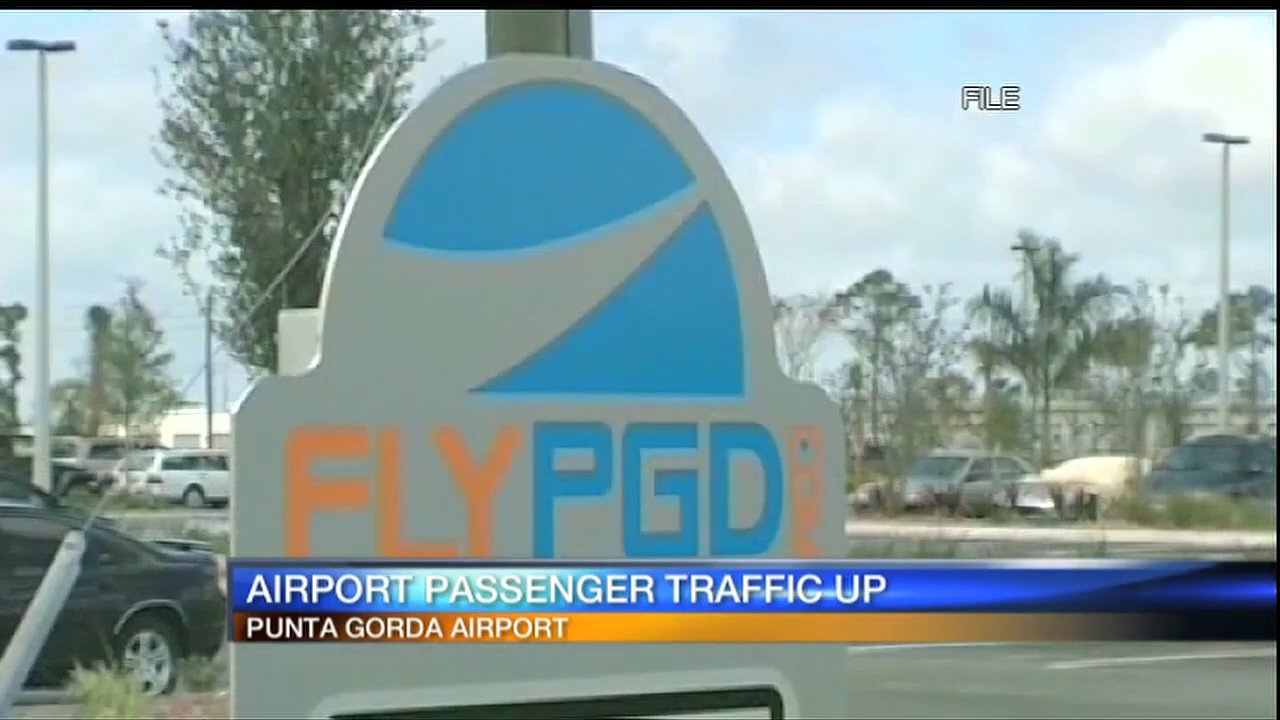 FILE
FLYPGD
AIRPORT PASSENGER TRAFFIC UP
PUNTA GORDA AIRPORT